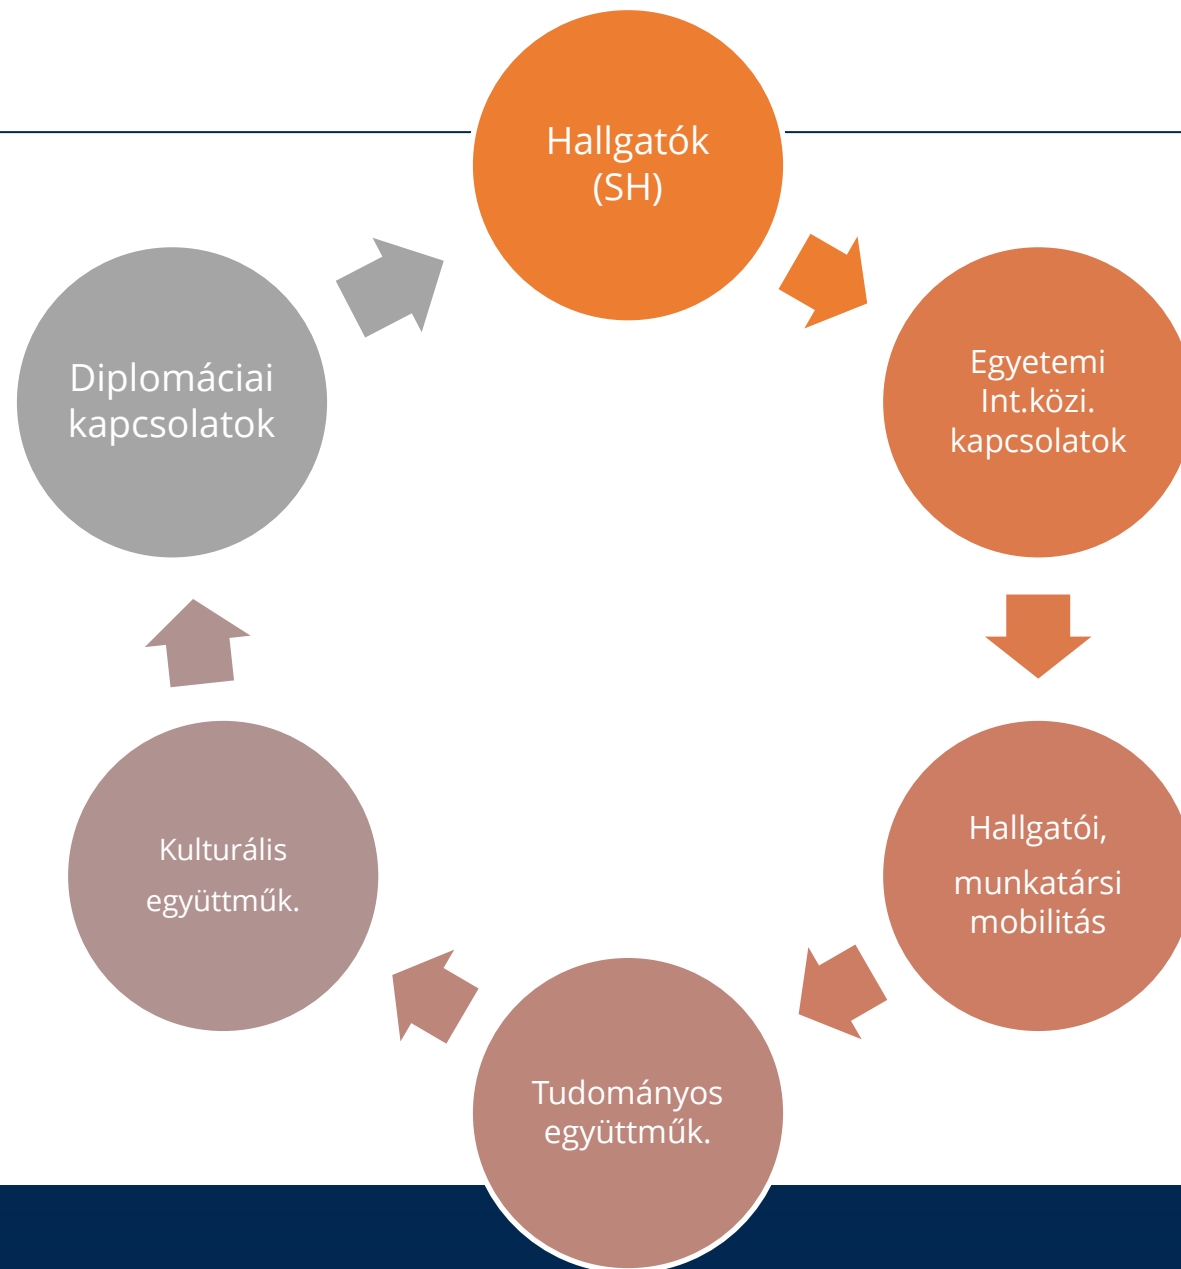 Hallgatók
(SH)
Egyetemi
Int.közi.
kapcsolatok
Hallgatói,
munkatársi
mobilitás
Tudományos
együttműk.
Kulturális
együttműk.
Diplomáciai
kapcsolatok